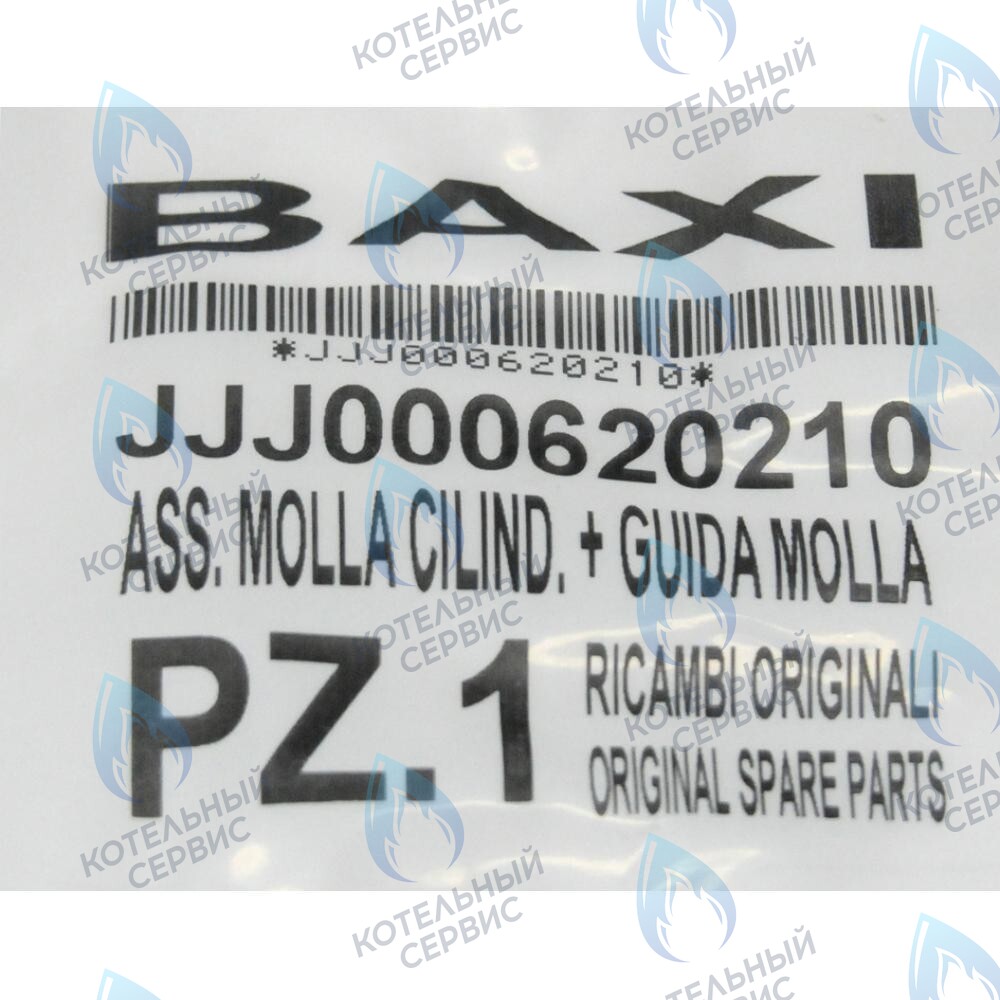 BAXI
*JJJ000620210*
JJJ000620210
ASS. MOLLA CILIND. + GUIDA MOLLA
PZ.1
RICAMBI ORIGINALI
ORIGINAL SPARE PARTS
КОТЕЛЬНЫЙ
СЕРВИС